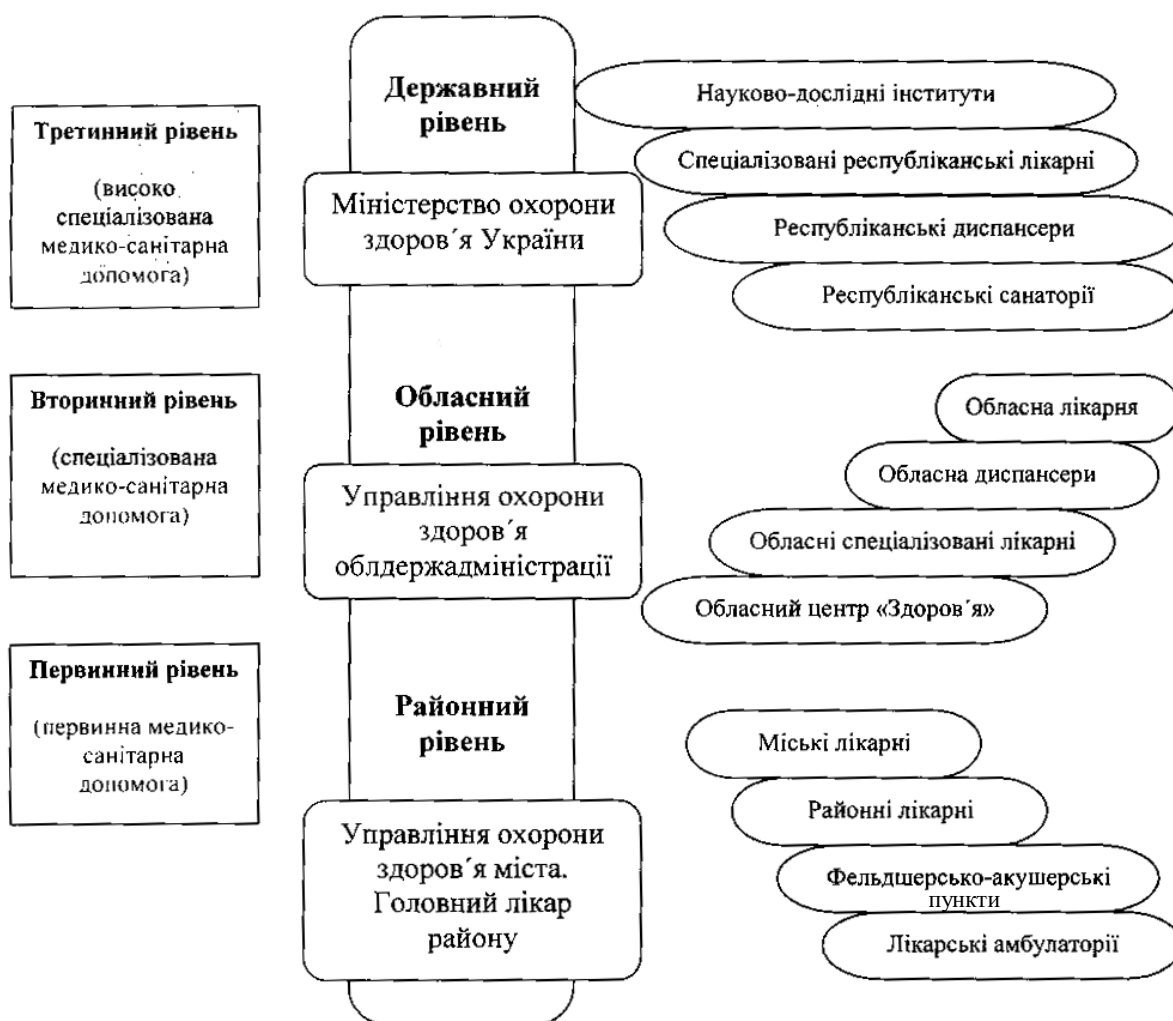 Третинний рівень
(високо
спеціалізована
медико-санітарна
допомога)
Державний
рівень
Міністерство охорони
здоров´я України
Науково-дослідні інститути
Спеціалізовані республіканські лікарні
Республіканські диспансери
Республіканські санаторії
Вторинний рівень
(спеціалізована
медико-санітарна
допомога)
Обласний
рівень
Управління охорони
здоров´я
облдержадміністрації
Обласна лікарня
Обласна диспансери
Обласні спеціалізовані лікарні
Обласний центр «Здоров´я»
Первинний рівень
(первинна медико-
санітарна
допомога)
Районний
рівень
Управління охорони
здоров´я міста.
Головний лікар
району
Міські лікарні
Районні лікарні
Фельдшерсько-акушерські
пункти
Лікарські амбулаторії